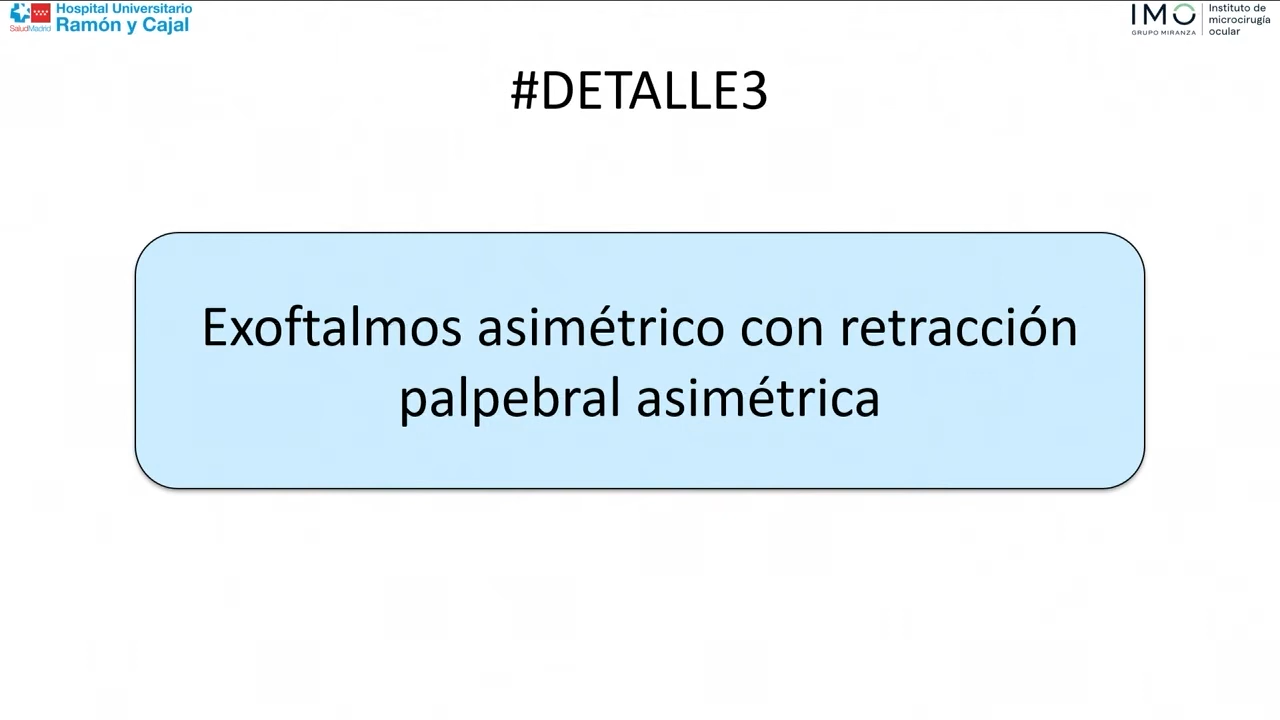 Hospital Universitario
SaludMadrid Ramón y Cajal
IMO
GRUPO MIRANZA
Instituto de
microcirugía
ocular
#DETALLE3
Exoftalmos asimétrico con retracción
palpebral asimétrica